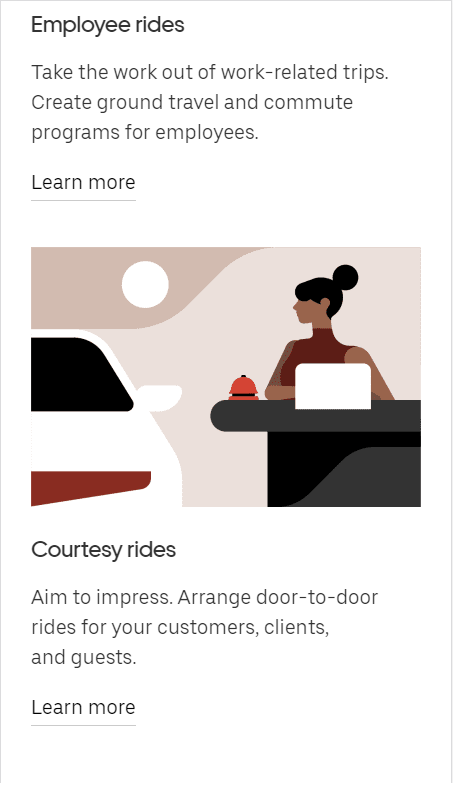 Employee rides
Take the work out of work-related trips.
Create ground travel and commute
programs for employees.
Learn more
Courtesy rides
Aim to impress. Arrange door-to-door
rides for your customers, clients,
and guests.
Learn more